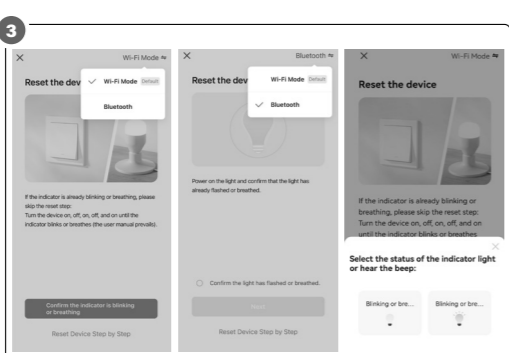 3
Wi-Fi Mode
Reset the dev
Wi-Fi Mode Default
Bluetooth
If the indicator is already blinking or breathing, please
skip the reset step:
Turn the device on, off, on, off, and on until the
indicator blinks or breathes (the user manual prevails).
Confirm the indicator is blinking
or breathing
Reset Device Step by Step
Bluetooth
Reset the dev
Wi-Fi Mode Default
Bluetooth
Power on the light and confirm that the light has
already flashed or breathed.
Confirm the light has flashed or breathed.
Reset Device Step by Step
Wi-Fi Mode
Reset the device
If the indicator is already blinking or
breathing, please skip the reset step:
Turn the device on, off, on, off, and on
until the indicator blinks or breathes
Select the status of the indicator light
or hear the beep:
Blinking or bre...
Blinking or bre...